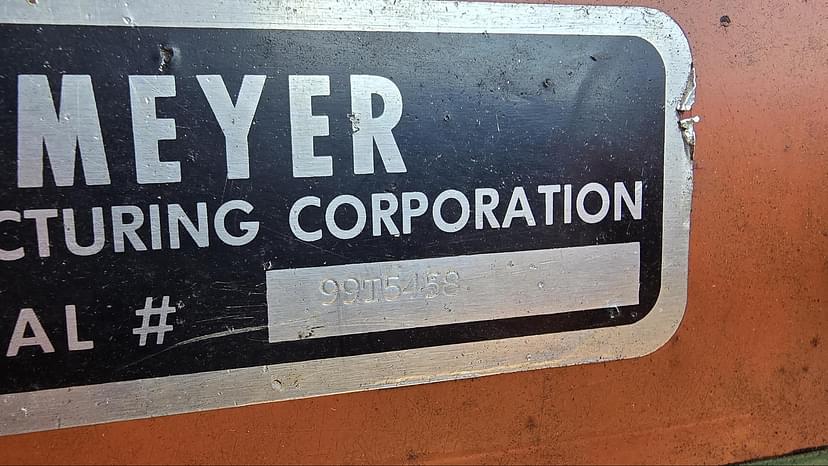 MEYER
CTURING CORPORATION
AL # 99T5458